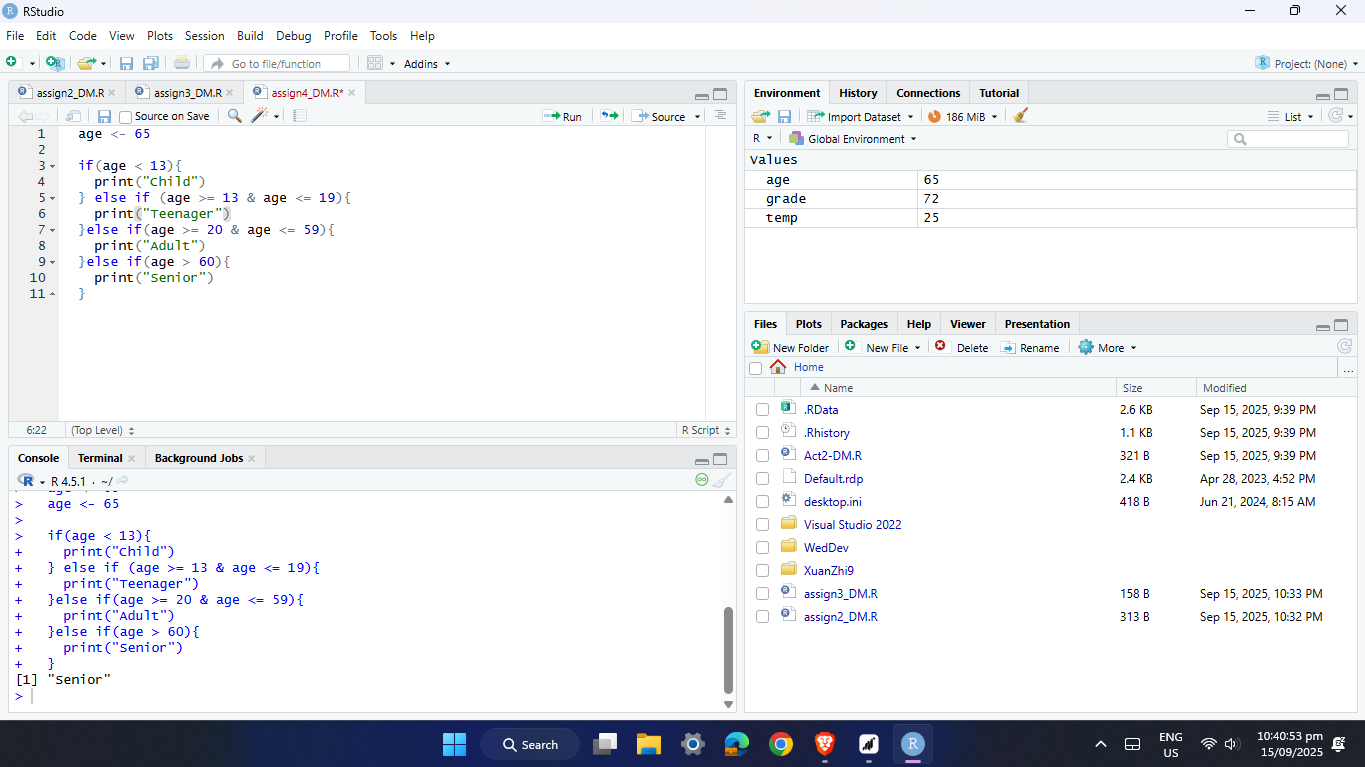 RStudio
File Edit Code View Plots Session Build Debug Profile Tools Help
Go to file/function Addins Project: (None)
assign2_DM.R assign3_DM.R assign4_DM.R*
Source on Save Run Source
1 age <- 65
2
3 if(age < 13){
4 print("Child")
5 } else if (age >= 13 & age <= 19){
6 print("Teenager")
7 }else if(age >= 20 & age <= 59){
8 print("Adult")
9 }else if(age > 60){
10 print("Senior")
11 }
6:22 (Top Level) R Script
Console Terminal Background Jobs
R 4.5.1 · ~/
> age <- 65
>
> if(age < 13){
+ print("Child")
+ } else if (age >= 13 & age <= 19){
+ print("Teenager")
+ }else if(age >= 20 & age <= 59){
+ print("Adult")
+ }else if(age > 60){
+ print("Senior")
+ }
[1] "Senior"
>
Environment History Connections Tutorial
Import Dataset 186 MiB List
R Global Environment
Values
age 65
grade 72
temp 25
Files Plots Packages Help Viewer Presentation
New Folder New File Delete Rename More
Home ...
Name Size Modified
.RData 2.6 KB Sep 15, 2025, 9:39 PM
.Rhistory 1.1 KB Sep 15, 2025, 9:39 PM
Act2-DM.R 321 B Sep 15, 2025, 9:39 PM
Default.rdp 2.4 KB Apr 28, 2023, 4:52 PM
desktop.ini 418 B Jun 21, 2024, 8:15 AM
Visual Studio 2022
WedDev
XuanZhi9
assign3_DM.R 158 B Sep 15, 2025, 10:33 PM
assign2_DM.R 313 B Sep 15, 2025, 10:32 PM
Search
ENG
US
10:40:53 pm
15/09/2025